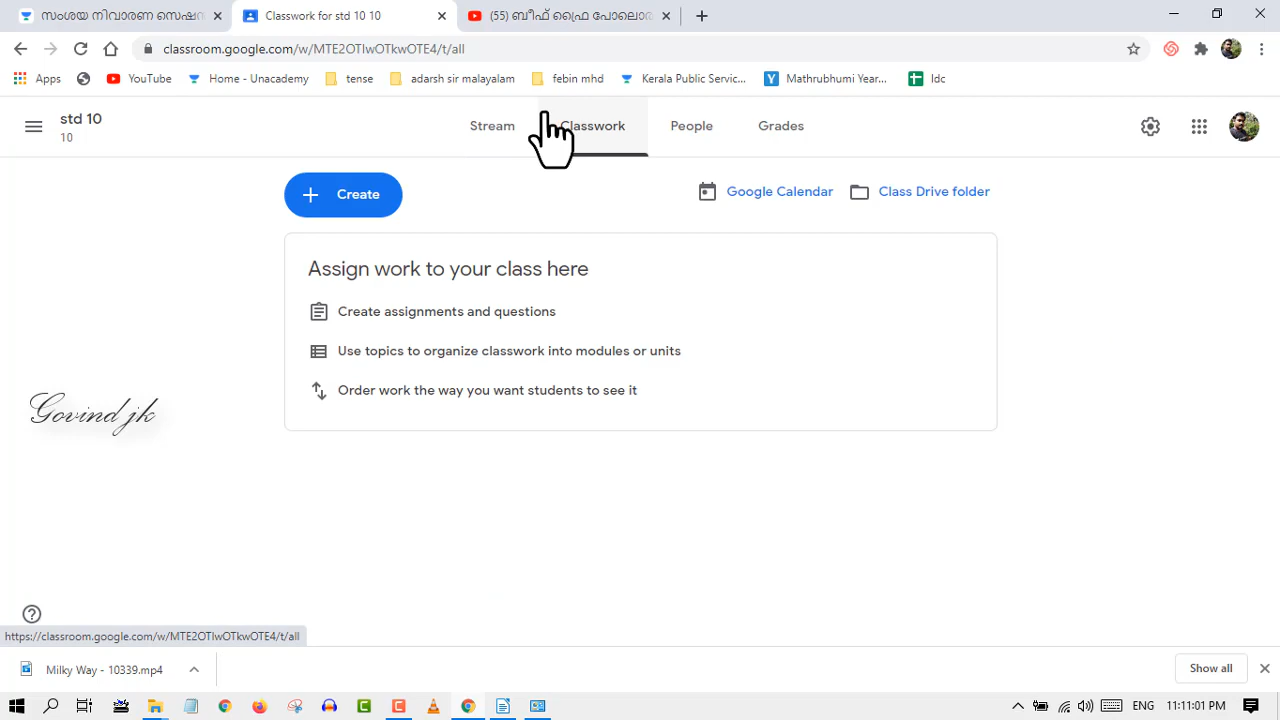 സംശയ നിവാരണ സെഷന
Classwork for std 10 10
(55) ബീഫ് ഫ്രൈ പോലൊര
classroom.google.com/w/MTE2OTIwOTkwOTE4/t/all
Apps
YouTube
Home - Unacademy
tense
adarsh sir malayalam
febin mhd
Kerala Public Servic...
Mathrubhumi Year...
ldc
std 10
10
Stream
Classwork
People
Grades
Create
Google Calendar
Class Drive folder
Assign work to your class here
Create assignments and questions
Use topics to organize classwork into modules or units
Order work the way you want students to see it
Govind jk
https://classroom.google.com/w/MTE2OTIwOTkwOTE4/t/all
Milky Way - 10339.mp4
Show all
ENG
11:11:01 PM